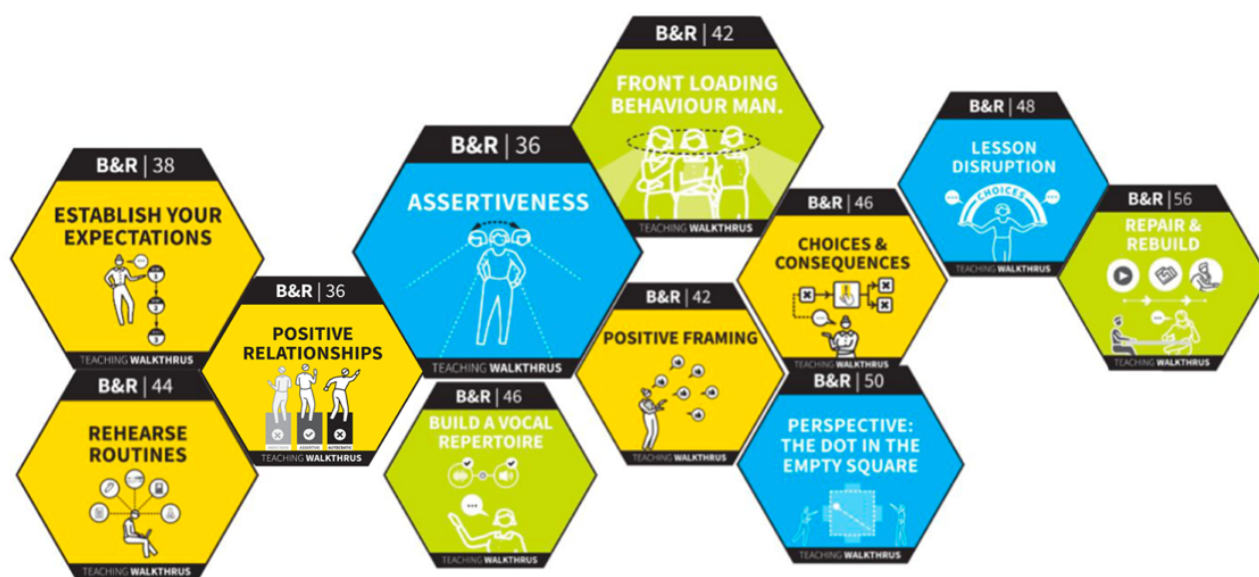 B&R | 38
ESTABLISH YOUR
EXPECTATIONS
TEACHING WALKTHRUS
B&R | 44
REHEARSE
ROUTINES
TEACHING WALKTHRUS
B&R | 36
POSITIVE
RELATIONSHIPS
ASSERTIVE
AUTOCRATIC
TEACHING WALKTHRUS
B&R | 36
ASSERTIVENESS
TEACHING WALKTHRUS
B&R | 46
BUILD A VOCAL
REPERTOIRE
TEACHING WALKTHRUS
B&R | 42
FRONT LOADING
BEHAVIOUR MAN.
TEACHING WALKTHRUS
B&R | 42
POSITIVE FRAMING
TEACHING WALKTHRUS
B&R | 46
CHOICES &
CONSEQUENCES
TEACHING WALKTHRUS
B&R | 50
PERSPECTIVE:
THE DOT IN THE
EMPTY SQUARE
TEACHING WALKTHRUS
B&R | 48
LESSON
DISRUPTION
CHOICES
TEACHING WALKTHRUS
B&R | 56
REPAIR &
REBUILD
TEACHING WALKTHRUS